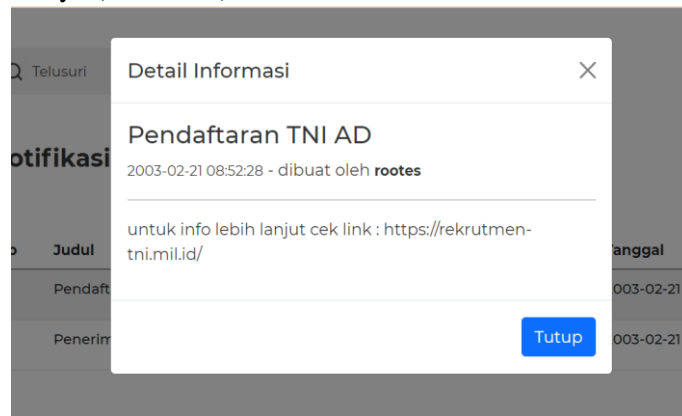 Telusuri
Detail Informasi
Pendaftaran TNI AD
2003-02-21 08:52:28 - dibuat oleh rootes
otifikasi
untuk info lebih lanjut cek link : https://rekrutmen-
tni.mil.id/
o Judul anggal
Pendaft 003-02-21
Tutup
Penerim 003-02-21